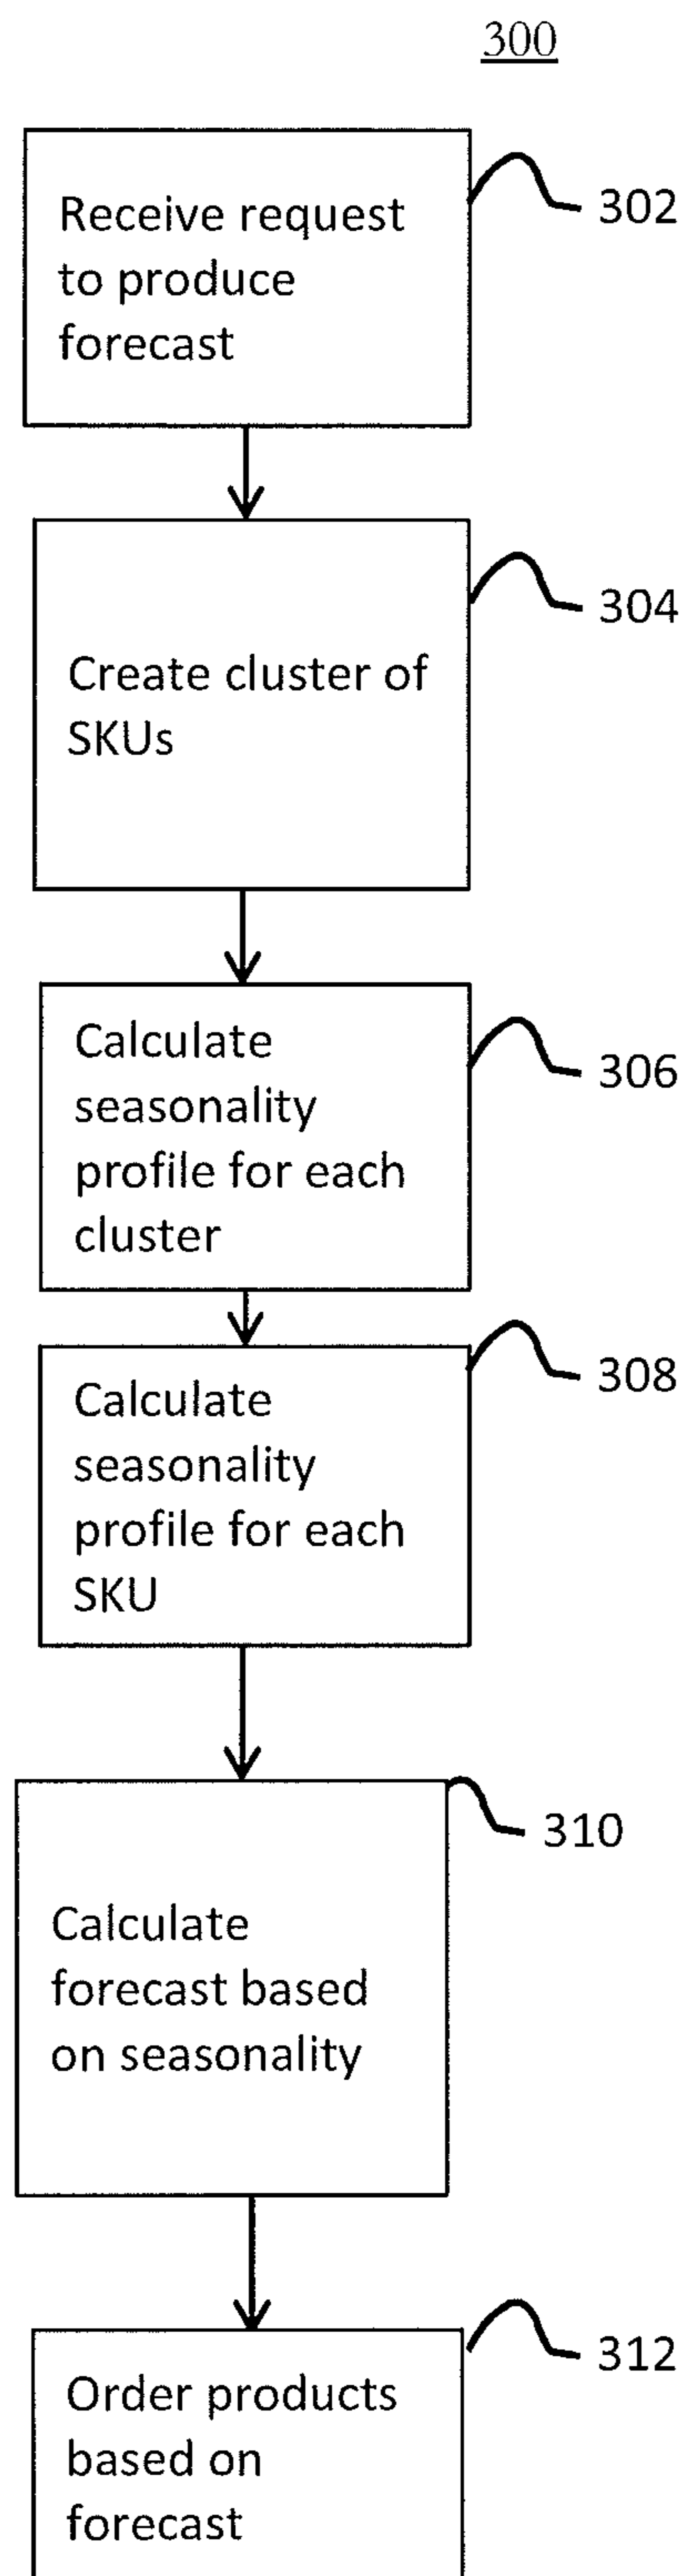 300
Receive request
to produce
forecast
302
Create cluster of
SKUs
304
Calculate
seasonality
profile for each
cluster
306
Calculate
seasonality
profile for each
SKU
308
Calculate
forecast based
on seasonality
310
Order products
based on
forecast
312